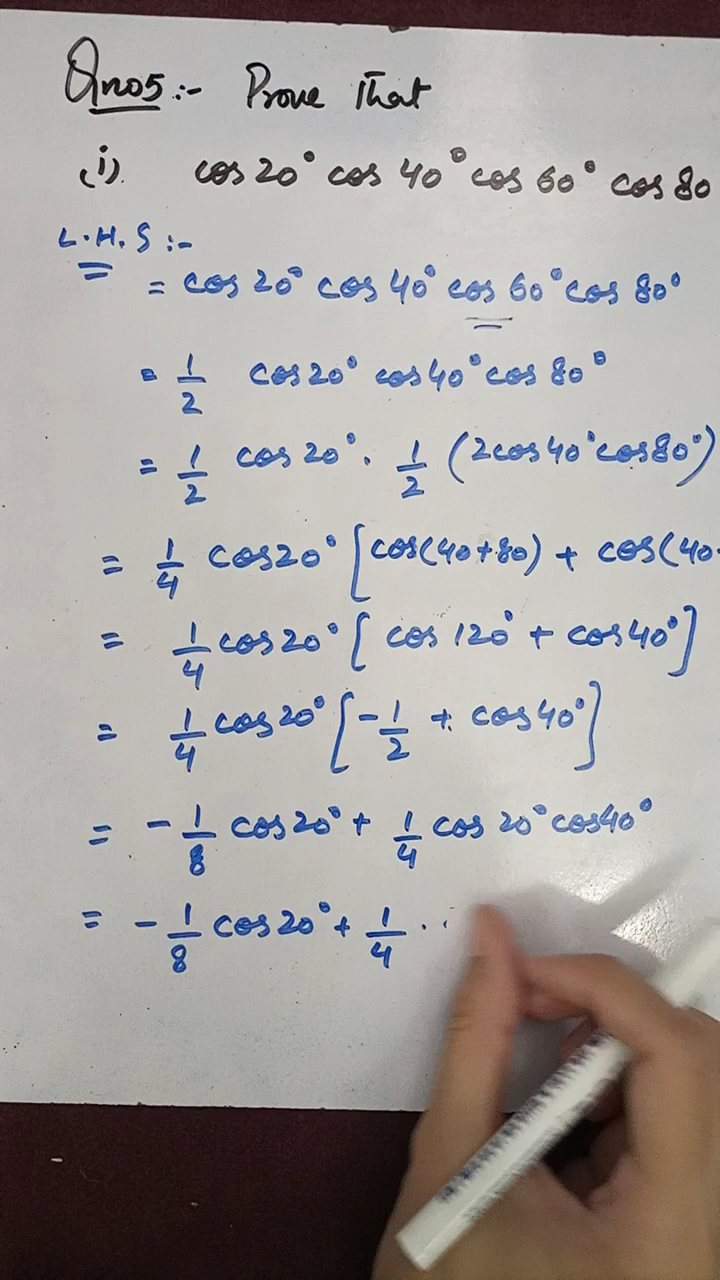 Qno5:- Prove that
(i). cos 20° cos 40° cos 60° cos 80
L.H.S:-
= cos 20° cos 40° cos 60° cos 80°
= 1/2 cos 20° cos 40° cos 80°
= 1/2 cos 20° . 1/2 (2cos 40° cos 80°)
= 1/4 cos 20° [cos(40+80) + cos(40-
= 1/4 cos 20° [cos 120° + cos 40°]
= 1/4 cos 20° [-1/2 + cos 40°]
= -1/8 cos 20° + 1/4 cos 20° cos 40°
= -1/8 cos 20° + 1/4 .